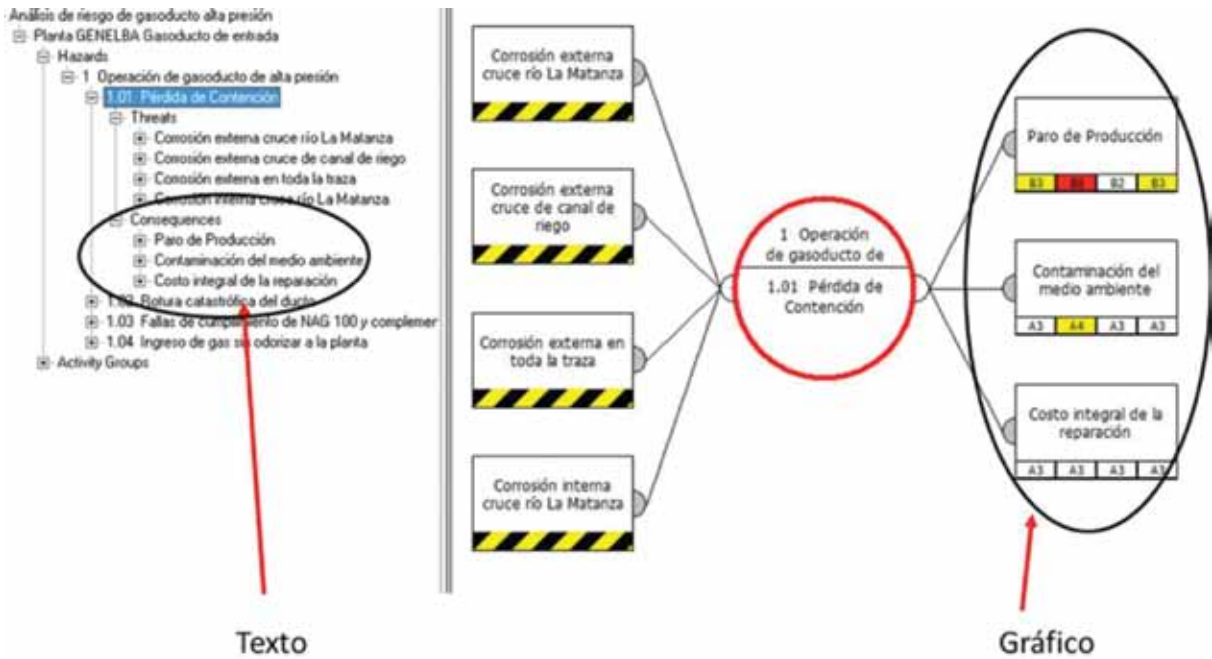 Análisis de riesgo de gasoducto alta presión
Planta GENELBA Gasoducto de entrada
Hazards
1 Operación de gasoducto de alta presión
1.01 Pérdida de Contención
Threats
Corrosión externa cruce río La Matanza
Corrosión externa cruce de canal de riego
Corrosión externa en toda la traza
Corrosión interna cruce río La Matanza
Consequences
Paro de Producción
Contaminación del medio ambiente
Costo integral de la reparación
1.02 Rotura catastrófica del ducto
1.03 Fallas de cumplimiento de NAG 100 y complemer
1.04 Ingreso de gas sin odorizar a la planta
Activity Groups
Texto
Corrosión externa
cruce río La Matanza
Corrosión externa
cruce de canal de
riego
Corrosión externa en
toda la traza
Corrosión interna
cruce río La Matanza
1 Operación
de gasoducto de
1.01 Pérdida de
Contención
Paro de Producción
B3 B2 B3
Contaminación del
medio ambiente
A3 A4 A3 A3
Costo integral de la
reparación
A3 A3 A3 A3
Gráfico